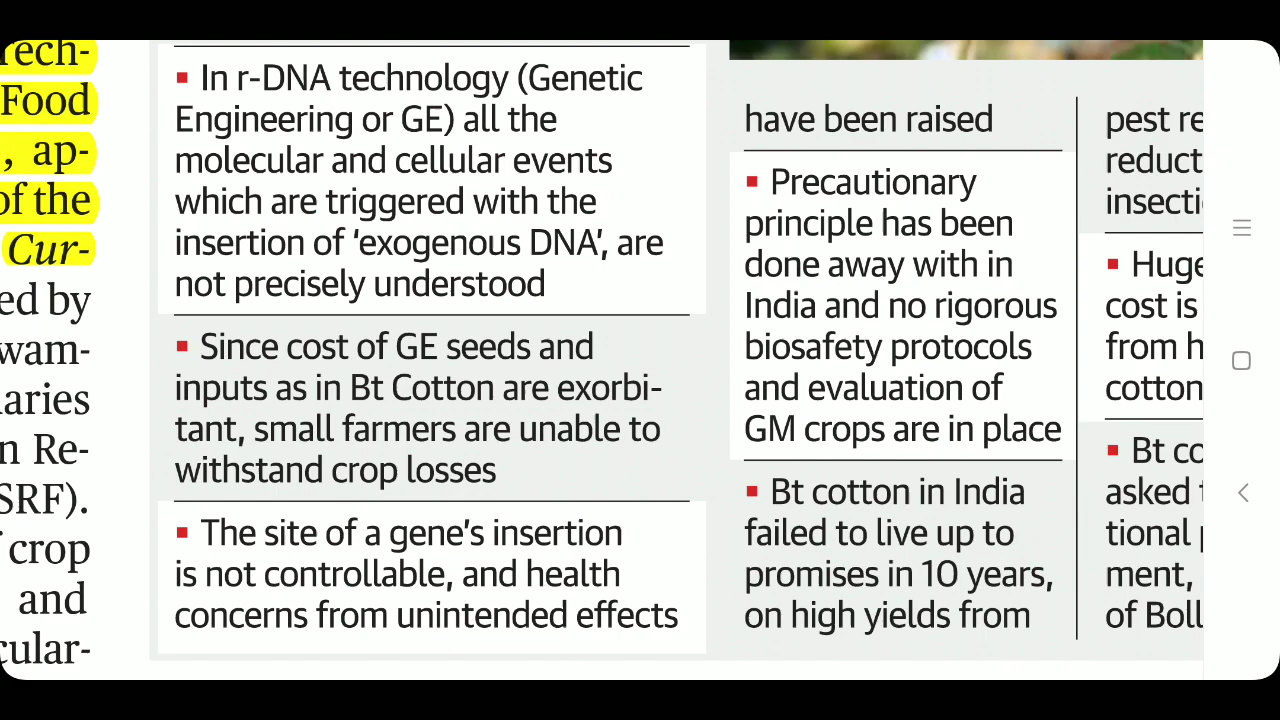 Food
, ap-
of the
Cur-
ed by
wam-
aries
n Re-
SRF).
crop
and
cular-
▪ In r-DNA technology (Genetic
Engineering or GE) all the
molecular and cellular events
which are triggered with the
insertion of ‘exogenous DNA’, are
not precisely understood
▪ Since cost of GE seeds and
inputs as in Bt Cotton are exorbi-
tant, small farmers are unable to
withstand crop losses
▪ The site of a gene’s insertion
is not controllable, and health
concerns from unintended effects
have been raised
▪ Precautionary
principle has been
done away with in
India and no rigorous
biosafety protocols
and evaluation of
GM crops are in place
▪ Bt cotton in India
failed to live up to
promises in 10 years,
on high yields from
pest re
reduct
insecti
▪ Huge
cost is
from h
cotton
▪ Bt co
asked t
tional
ment,
of Boll